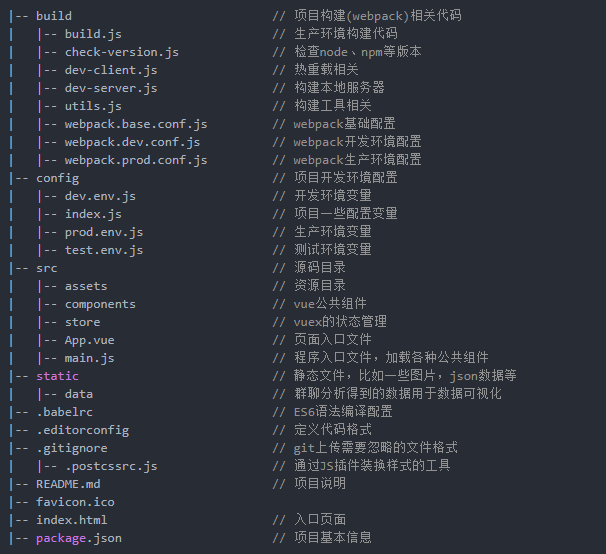 |-- build // 项目构建(webpack)相关代码
| |-- build.js // 生产环境构建代码
| |-- check-version.js // 检查node、npm等版本
| |-- dev-client.js // 热重载相关
| |-- dev-server.js // 构建本地服务器
| |-- utils.js // 构建工具相关
| |-- webpack.base.conf.js // webpack基础配置
| |-- webpack.dev.conf.js // webpack开发环境配置
| |-- webpack.prod.conf.js // webpack生产环境配置
|-- config // 项目开发环境配置
| |-- dev.env.js // 开发环境变量
| |-- index.js // 项目一些配置变量
| |-- prod.env.js // 生产环境变量
| |-- test.env.js // 测试环境变量
|-- src // 源码目录
| |-- assets // 资源目录
| |-- components // vue公共组件
| |-- store // vuex的状态管理
| |-- App.vue // 页面入口文件
| |-- main.js // 程序入口文件，加载各种公共组件
|-- static // 静态文件，比如一些图片，json数据等
| |-- data // 群聊分析得到的数据用于数据可视化
|-- .babelrc // ES6语法编译配置
|-- .editorconfig // 定义代码格式
|-- .gitignore // git上传需要忽略的文件格式
| |-- .postcssrc.js // 通过JS插件装换样式的工具
|-- README.md // 项目说明
|-- favicon.ico
|-- index.html // 入口页面
|-- package.json // 项目基本信息